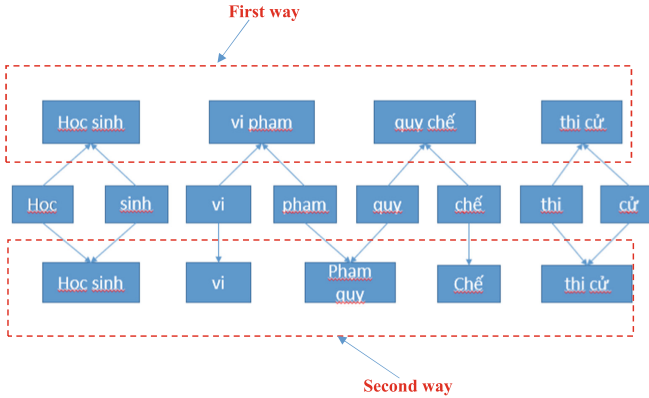 First way
Học sinh
vi phạm
quy chế
thi cử
Học
sinh
vi
phạm
quy
chế
thi
cử
Học sinh
vi
Phạm
quy
Chế
thi cử
Second way